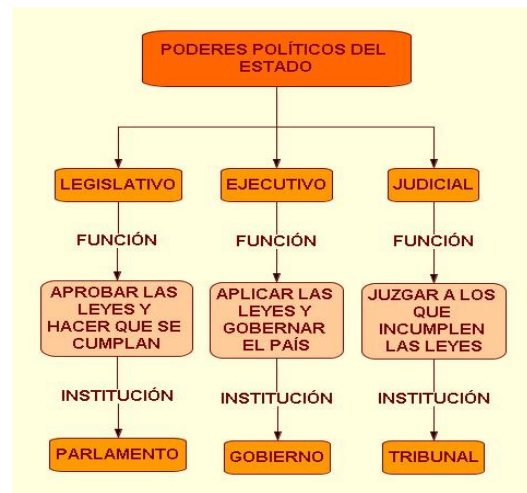 PODERES POLÍTICOS DEL
ESTADO
LEGISLATIVO
EJECUTIVO
JUDICIAL
FUNCIÓN
FUNCIÓN
FUNCIÓN
APROBAR LAS
LEYES Y
HACER QUE SE
CUMPLAN
APLICAR LAS
LEYES Y
GOBERNAR
EL PAÍS
JUZGAR A LOS
QUE
INCUMPLEN
LAS LEYES
INSTITUCIÓN
INSTITUCIÓN
INSTITUCIÓN
PARLAMENTO
GOBIERNO
TRIBUNAL